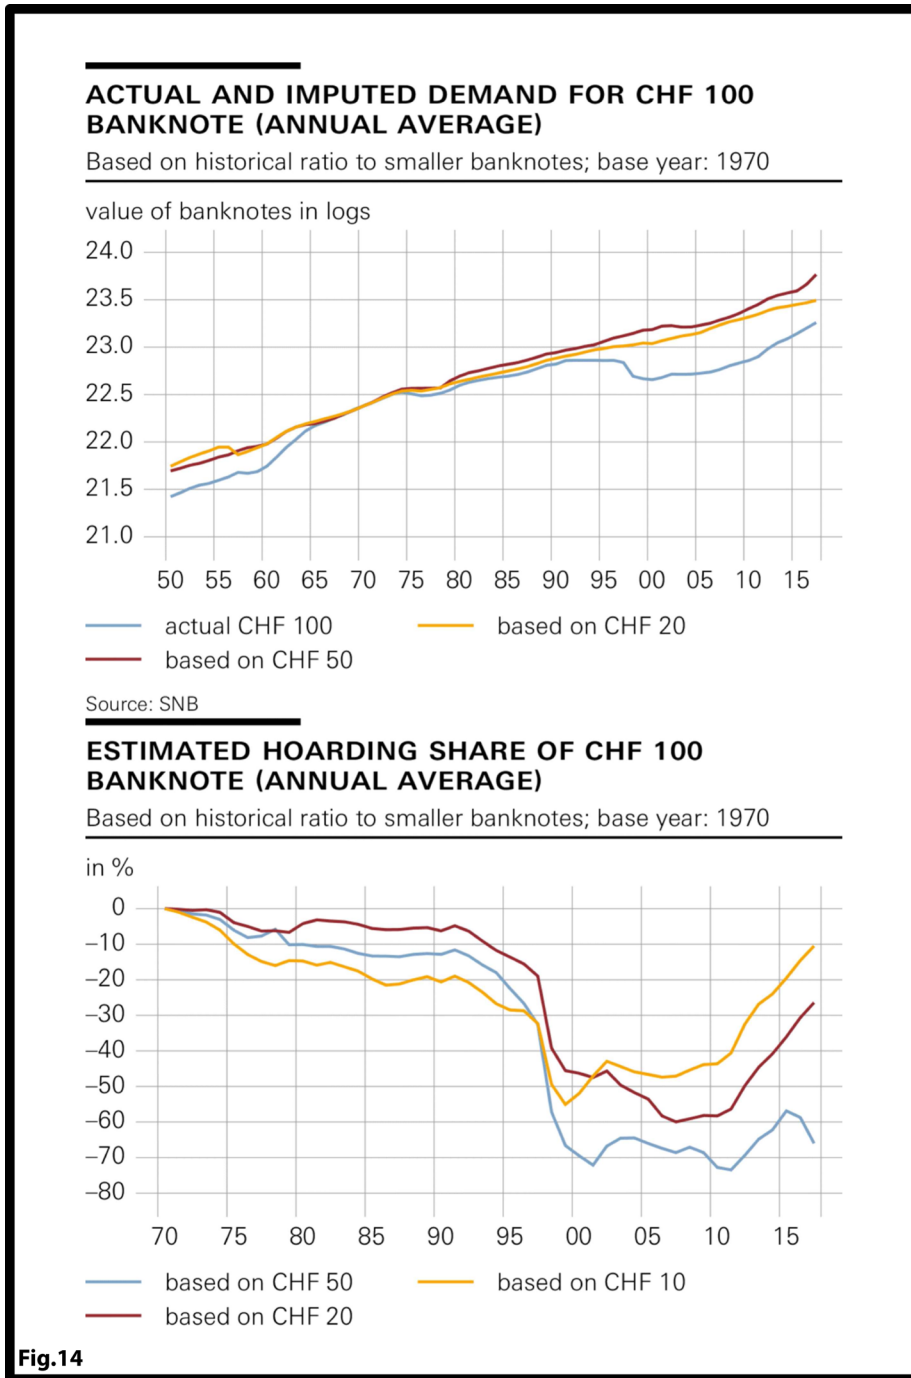 ACTUAL AND IMPUTED DEMAND FOR CHF 100
BANKNOTE (ANNUAL AVERAGE)
Based on historical ratio to smaller banknotes; base year: 1970
value of banknotes in logs
24.0
23.5
23.0
22.5
22.0
21.5
21.0
50 55 60 65 70 75 80 85 90 95 00 05 10 15
actual CHF 100 based on CHF 20
based on CHF 50
Source: SNB
ESTIMATED HOARDING SHARE OF CHF 100
BANKNOTE (ANNUAL AVERAGE)
Based on historical ratio to smaller banknotes; base year: 1970
in %
0
–10
–20
–30
–40
–50
–60
–70
–80
70 75 80 85 90 95 00 05 10 15
based on CHF 50 based on CHF 10
based on CHF 20
Fig.14